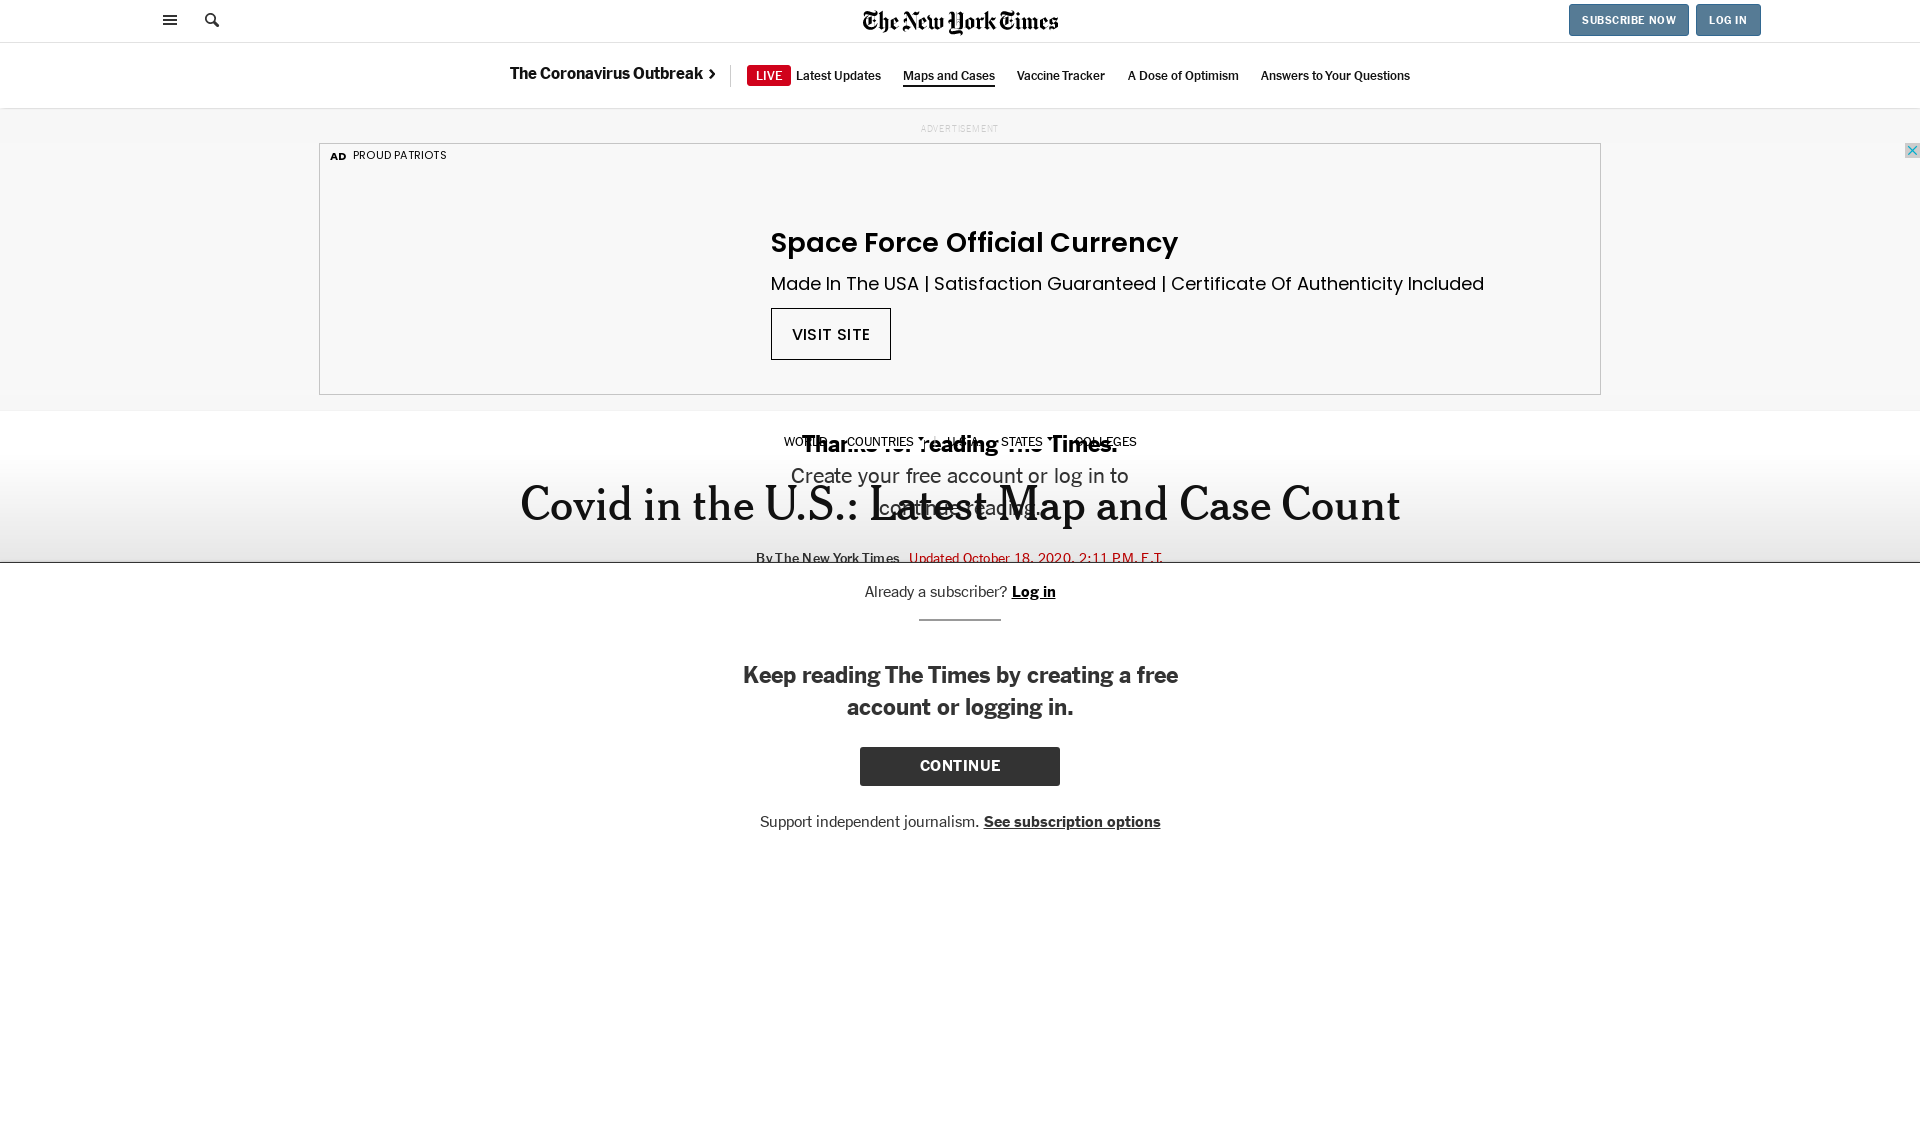 The New York Times
SUBSCRIBE NOW
LOG IN
The Coronavirus Outbreak ›
LIVE Latest Updates
Maps and Cases
Vaccine Tracker
A Dose of Optimism
Answers to Your Questions
ADVERTISEMENT
AD PROUD PATRIOTS
Space Force Official Currency
Made In The USA | Satisfaction Guaranteed | Certificate Of Authenticity Included
VISIT SITE
WORLD COUNTRIES U.S.A. STATES COLLEGES
Thanks for reading The Times.
Create your free account or log in to
continue reading.
Covid in the U.S.: Latest Map and Case Count
By The New York Times Updated October 18, 2020, 2:11 P.M. E.T.
Already a subscriber? Log in
Keep reading The Times by creating a free
account or logging in.
CONTINUE
Support independent journalism. See subscription options